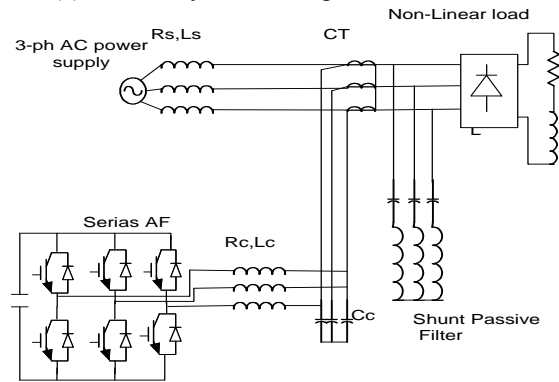 Non-Linear load
Rs,Ls
CT
3-ph AC power
supply
L
Serias AF
Rc,Lc
Cc
Shunt Passive
Filter